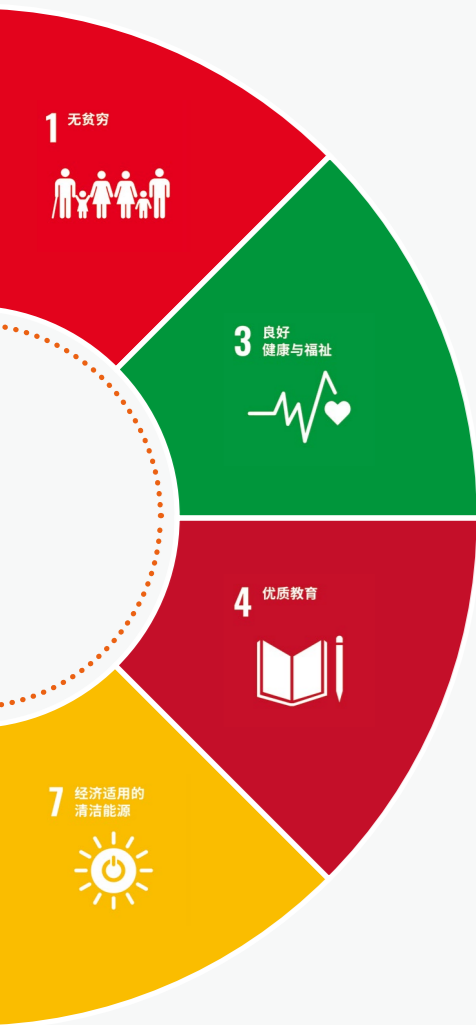 1 无贫穷
3 良好
健康与福祉
4 优质教育
7 经济适用的
清洁能源